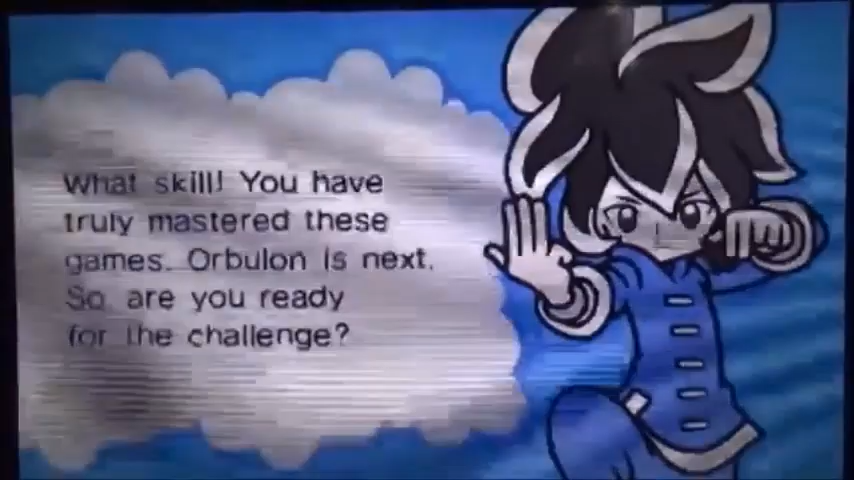 What skill! You have
truly mastered these
games. Orbulon is next.
So are you ready
for the challenge?